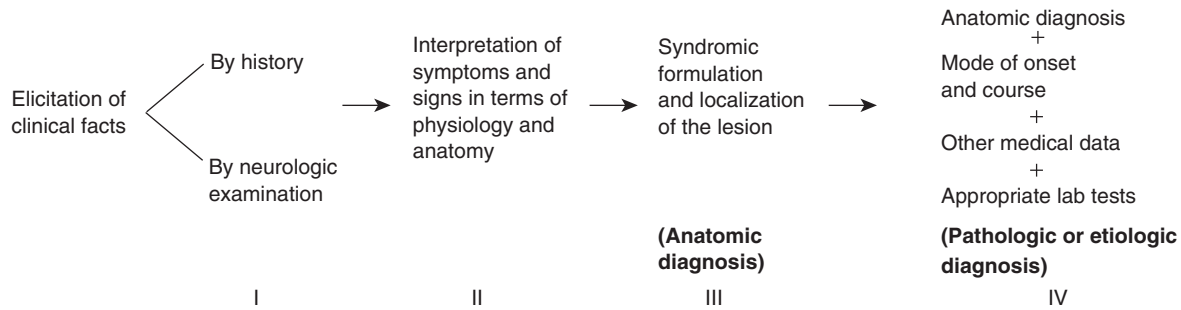 Elicitation of
clinical facts
By history
By neurologic
examination
Interpretation of
symptoms and
signs in terms of
physiology and
anatomy
Syndromic
formulation
and localization
of the lesion
(Anatomic
diagnosis)
Anatomic diagnosis
+
Mode of onset
and course
+
Other medical data
+
Appropriate lab tests
(Pathologic or etiologic
diagnosis)
I
II
III
IV